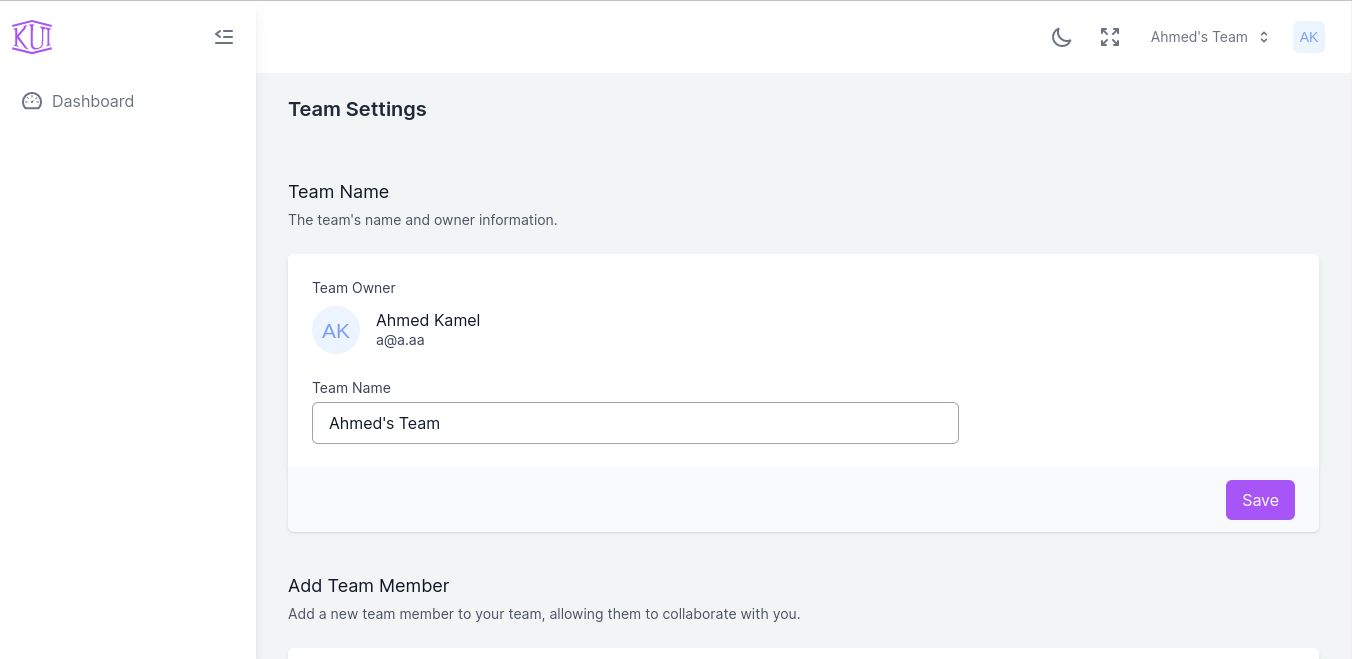 KUI
Dashboard
Ahmed's Team
AK
Team Settings
Team Name
The team's name and owner information.
Team Owner
AK
Ahmed Kamel
a@a.aa
Team Name
Ahmed's Team
Save
Add Team Member
Add a new team member to your team, allowing them to collaborate with you.